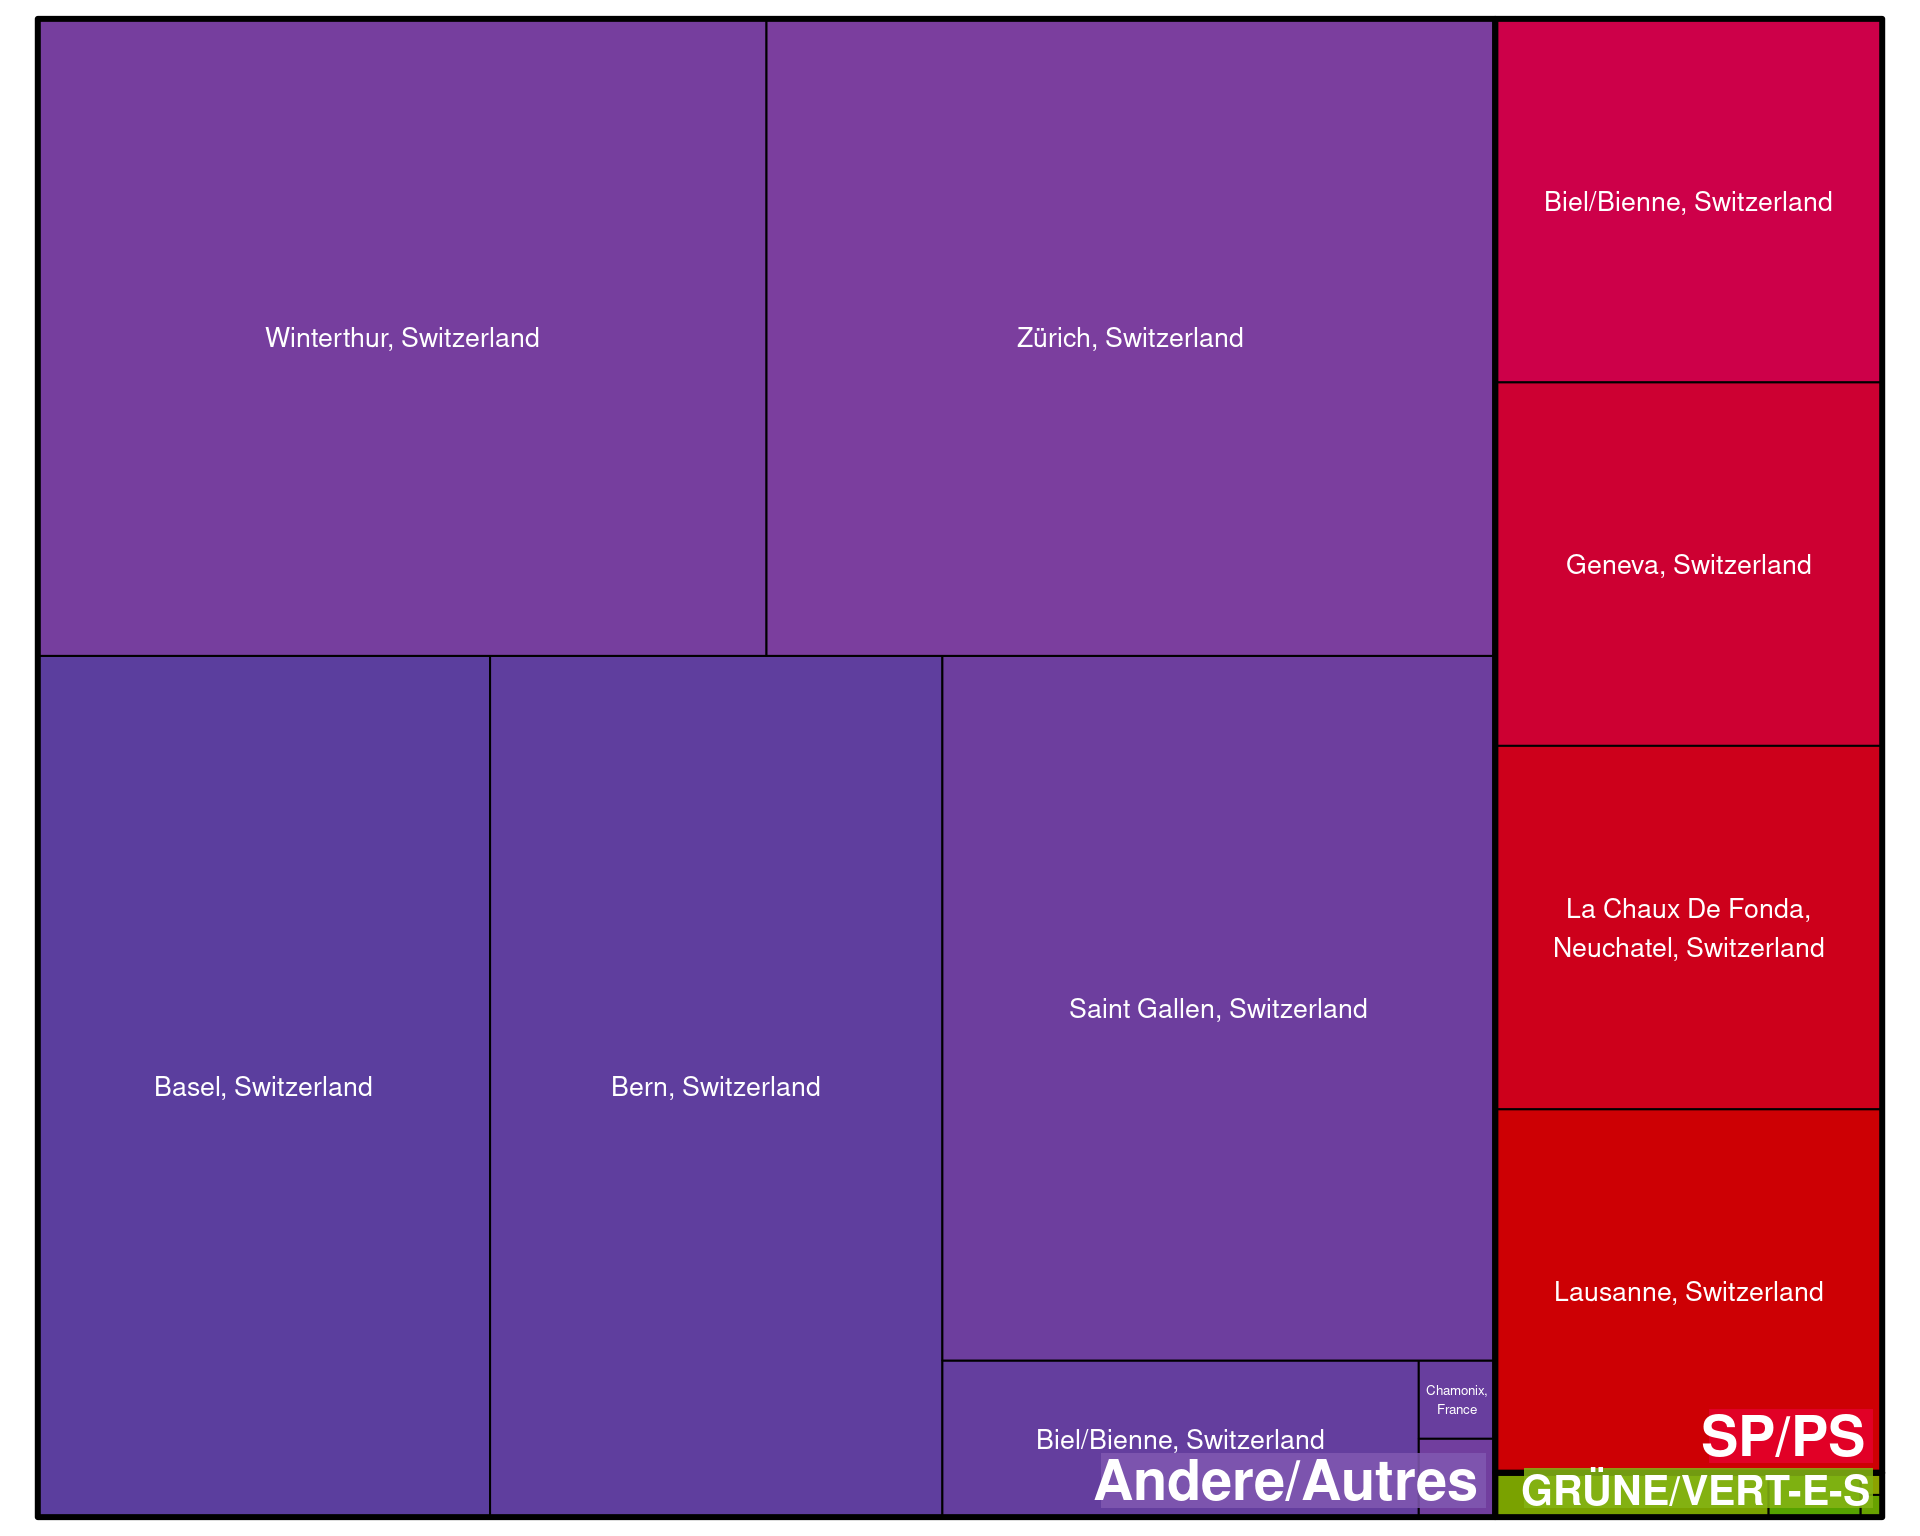 Winterthur, Switzerland
Zürich, Switzerland
Biel/Bienne, Switzerland
Geneva, Switzerland
La Chaux De Fonda,
Neuchatel, Switzerland
Saint Gallen, Switzerland
Basel, Switzerland
Bern, Switzerland
Lausanne, Switzerland
Chamonix,
France
Biel/Bienne, Switzerland
SP/PS
Andere/Autres
GRÜNE/VERT-E-S